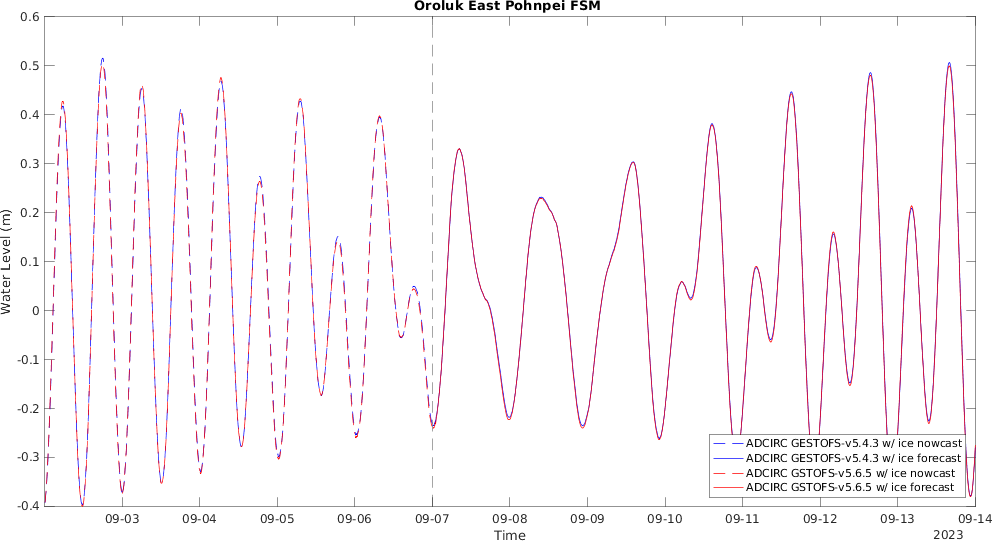 Oroluk East Pohnpei FSM
Water Level (m)
0.6
0.5
0.4
0.3
0.2
0.1
0
-0.1
-0.2
-0.3
-0.4
ADCIRC GESTOFS-v5.4.3 w/ ice nowcast
ADCIRC GESTOFS-v5.4.3 w/ ice forecast
ADCIRC GSTOFS-v5.6.5 w/ ice nowcast
ADCIRC GSTOFS-v5.6.5 w/ ice forecast
09-03 09-04 09-05 09-06 09-07 09-08 09-09 09-10 09-11 09-12 09-13 09-14
Time
2023